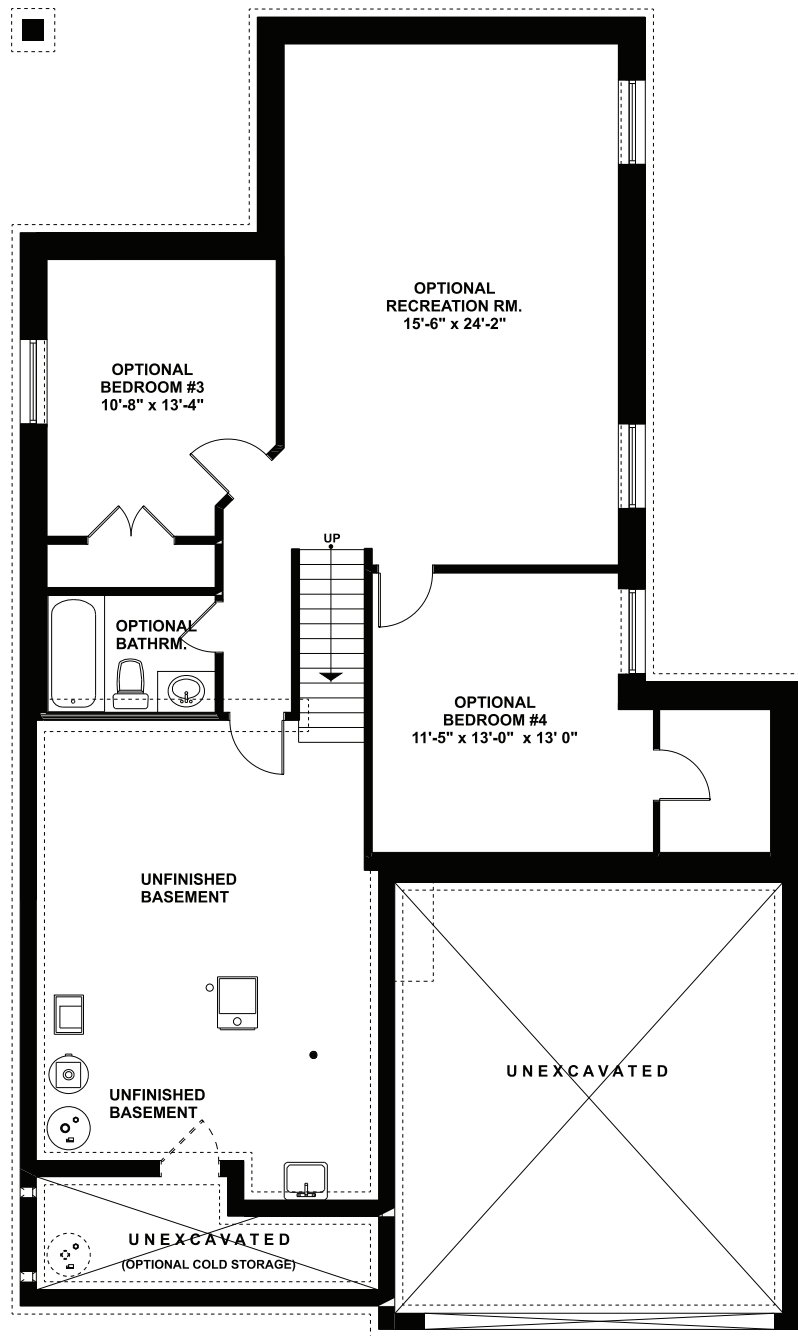 OPTIONAL
RECREATION RM.
15'-6" x 24'-2"
OPTIONAL
BEDROOM #3
10'-8" x 13'-4"
UP
OPTIONAL
BATHRM.
OPTIONAL
BEDROOM #4
11'-5" x 13'-0" x 13' 0"
UNFINISHED
BASEMENT
UNEXCAVATED
UNFINISHED
BASEMENT
UNEXCAVATED
(OPTIONAL COLD STORAGE)